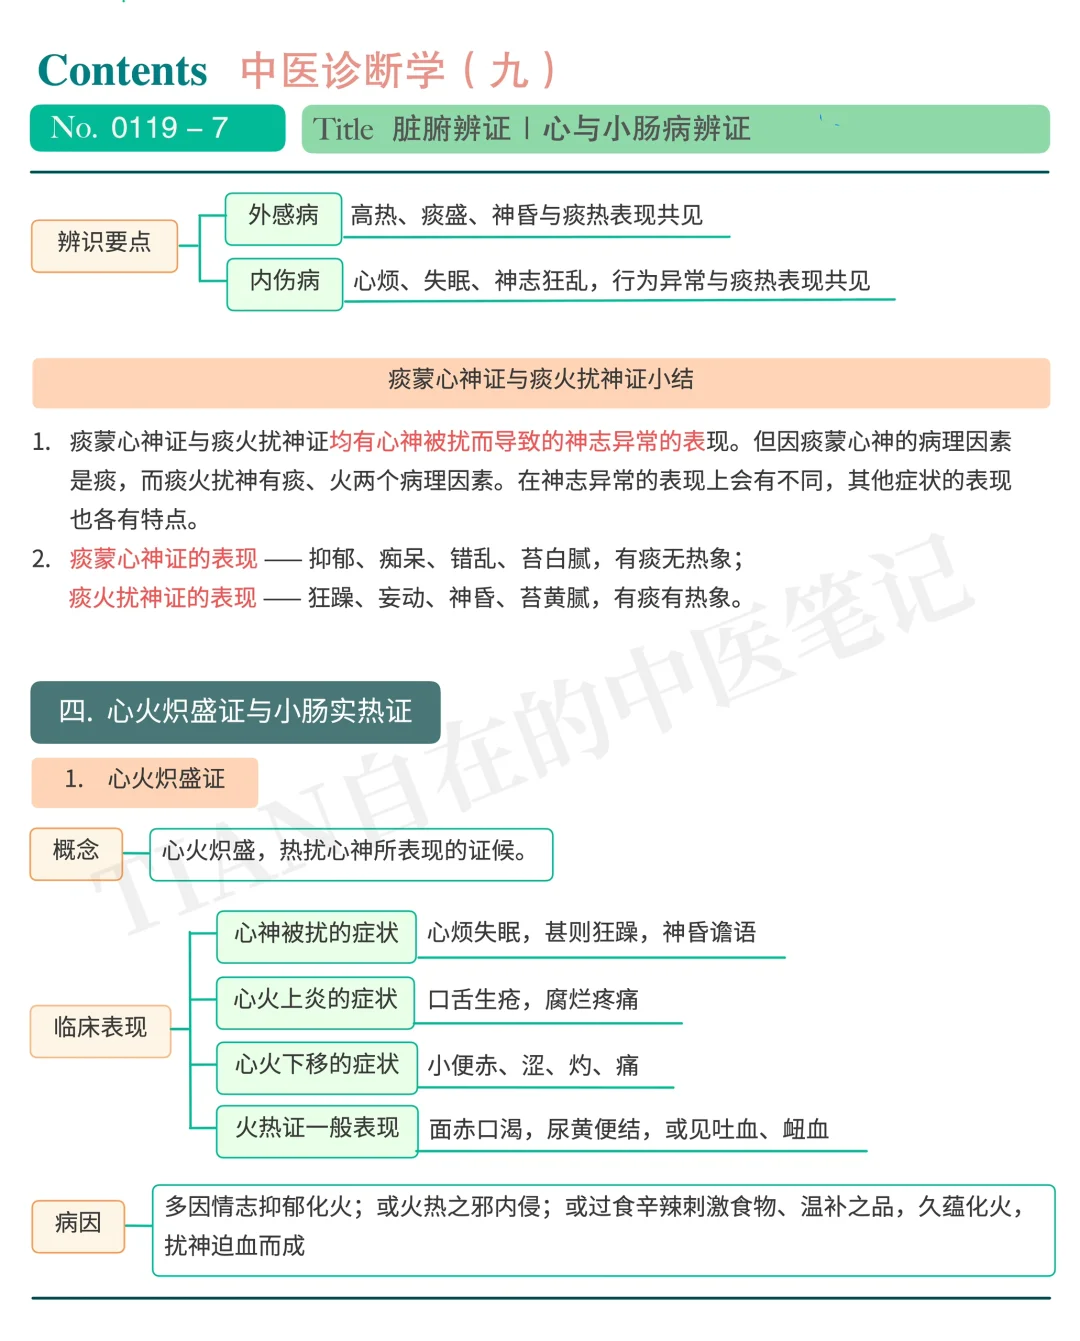 Contents 中医诊断学（九）
No. 0119 – 7
Title 脏腑辨证 | 心与小肠病辨证
辨识要点
外感病 高热、痰盛、神昏与痰热表现共见
内伤病 心烦、失眠、神志狂乱，行为异常与痰热表现共见
痰蒙心神证与痰火扰神证小结
1. 痰蒙心神证与痰火扰神证均有心神被扰而导致的神志异常的表现。但因痰蒙心神的病理因素
是痰，而痰火扰神有痰、火两个病理因素。在神志异常的表现上会有不同，其他症状的表现
也各有特点。
2. 痰蒙心神证的表现 —— 抑郁、痴呆、错乱、苔白腻，有痰无热象；
痰火扰神证的表现 —— 狂躁、妄动、神昏、苔黄腻，有痰有热象。
四. 心火炽盛证与小肠实热证
1. 心火炽盛证
概念 心火炽盛，热扰心神所表现的证候。
临床表现
心神被扰的症状 心烦失眠，甚则狂躁，神昏谵语
心火上炎的症状 口舌生疮，腐烂疼痛
心火下移的症状 小便赤、涩、灼、痛
火热证一般表现 面赤口渴，尿黄便结，或见吐血、衄血
病因
多因情志抑郁化火；或火热之邪内侵；或过食辛辣刺激食物、温补之品，久蕴化火，
扰神迫血而成
TIAN自在的中医笔记